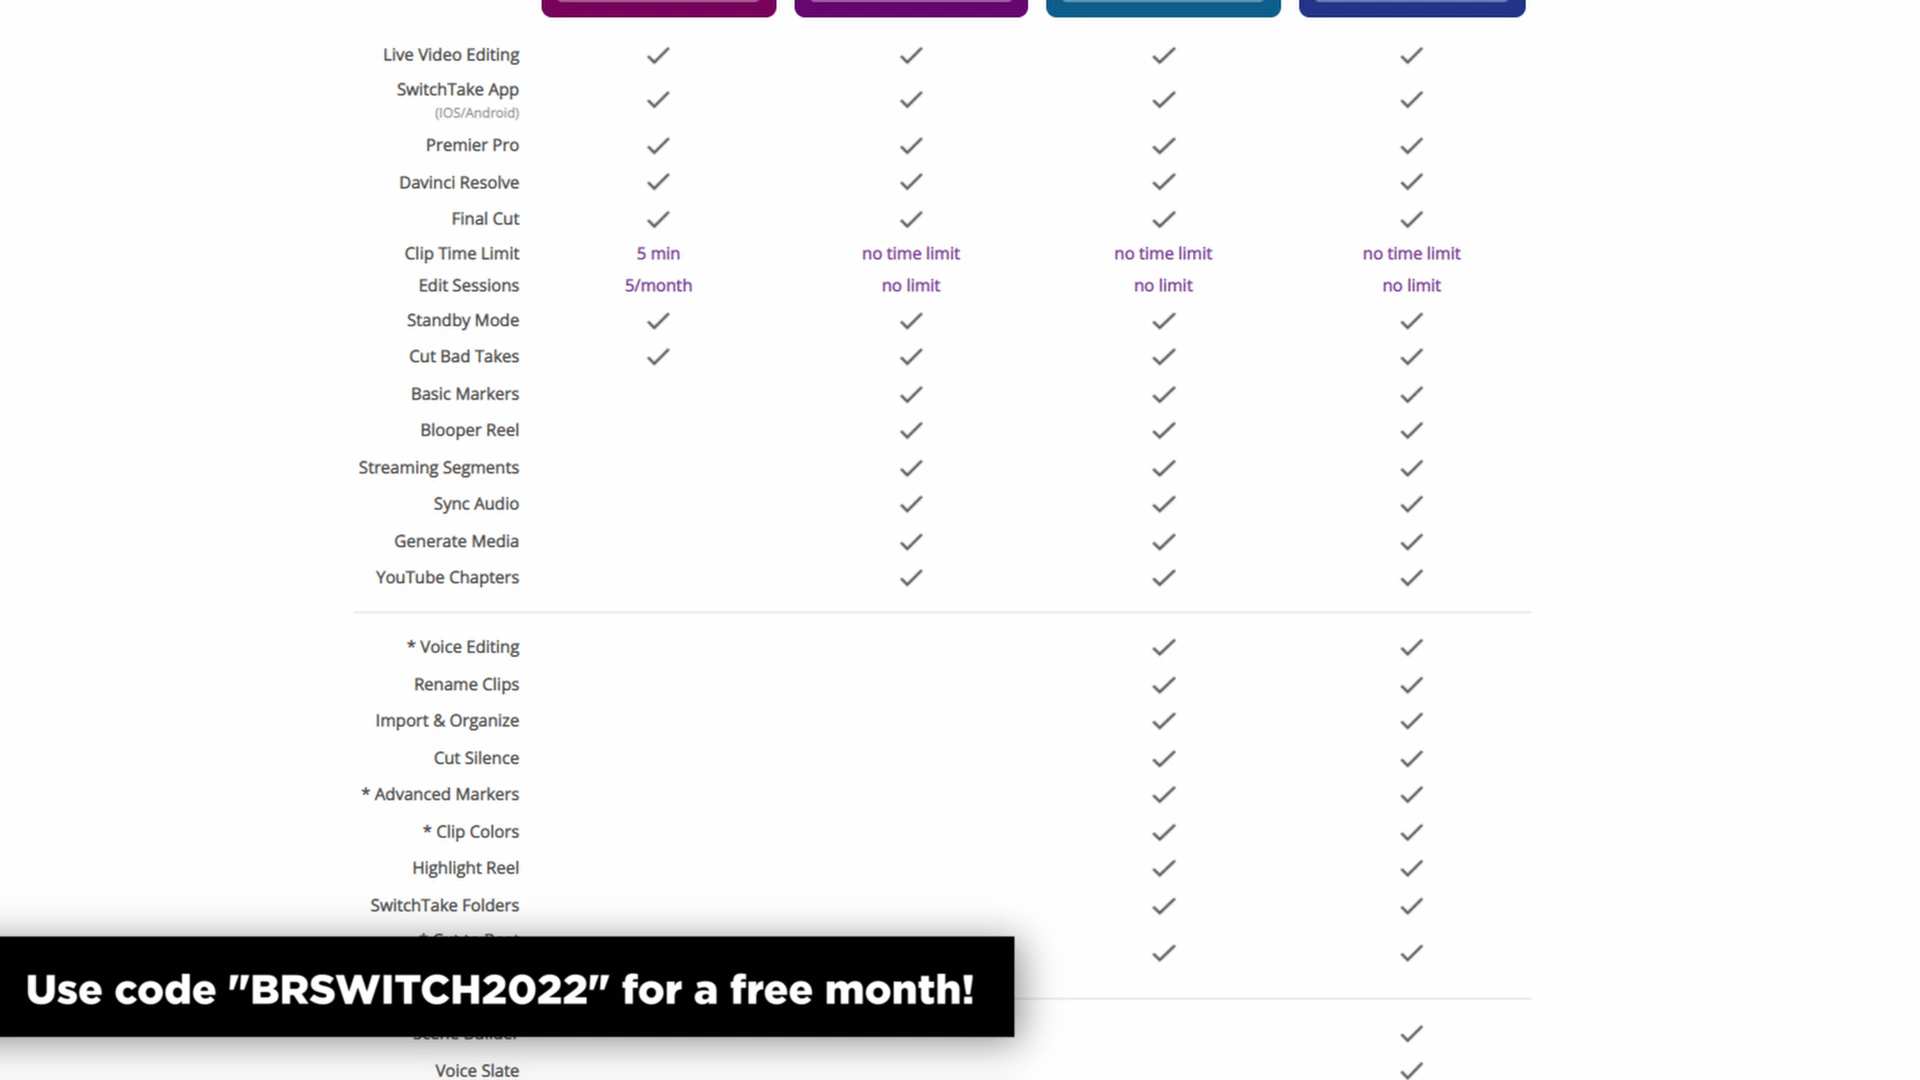 Live Video Editing
SwitchTake App
(IOS/Android)
Premier Pro
Davinci Resolve
Final Cut
Clip Time Limit 5 min no time limit no time limit no time limit
Edit Sessions 5/month no limit no limit no limit
Standby Mode
Cut Bad Takes
Basic Markers
Blooper Reel
Streaming Segments
Sync Audio
Generate Media
YouTube Chapters
* Voice Editing
Rename Clips
Import & Organize
Cut Silence
* Advanced Markers
* Clip Colors
Highlight Reel
SwitchTake Folders
Use code "BRSWITCH2022" for a free month!
Voice Slate